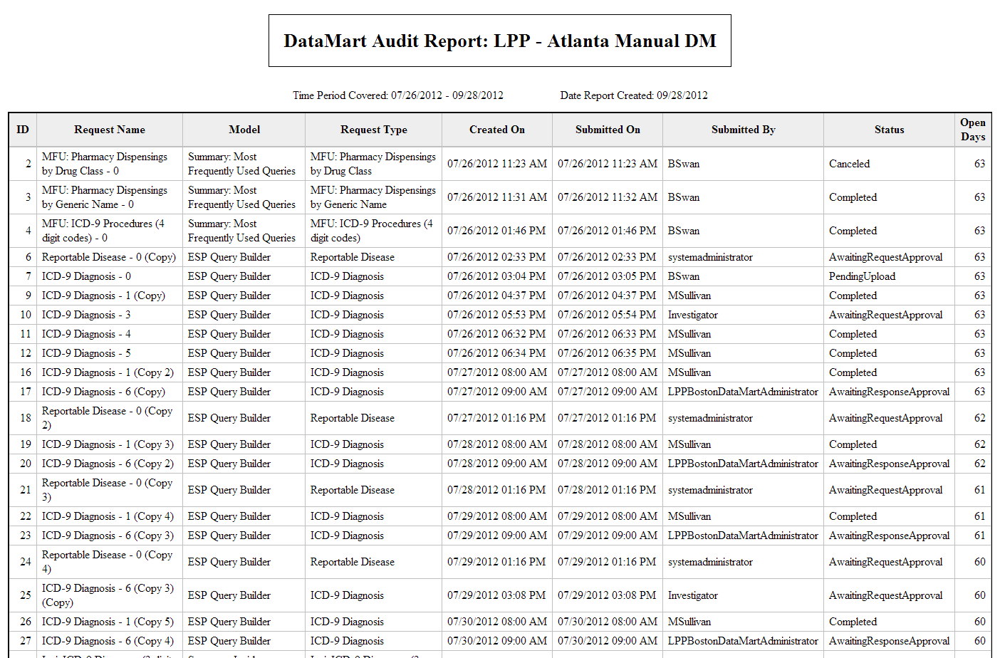 DataMart Audit Report: LPP - Atlanta Manual DM
Time Period Covered: 07/26/2012 - 09/28/2012 Date Report Created: 09/28/2012
ID Request Name Model Request Type Created On Submitted On Submitted By Status Open Days
2 MFU: Pharmacy Dispensings by Drug Class - 0 Summary: Most Frequently Used Queries MFU: Pharmacy Dispensings by Drug Class 07/26/2012 11:23 AM 07/26/2012 11:23 AM BSwan Canceled 63
3 MFU: Pharmacy Dispensings by Generic Name - 0 Summary: Most Frequently Used Queries MFU: Pharmacy Dispensings by Generic Name 07/26/2012 11:31 AM 07/26/2012 11:32 AM BSwan Completed 63
4 MFU: ICD-9 Procedures (4 digit codes) - 0 Summary: Most Frequently Used Queries MFU: ICD-9 Procedures (4 digit codes) 07/26/2012 01:46 PM 07/26/2012 01:46 PM BSwan Completed 63
6 Reportable Disease - 0 (Copy) ESP Query Builder Reportable Disease 07/26/2012 02:33 PM 07/26/2012 02:33 PM systemadministrator AwaitingRequestApproval 63
7 ICD-9 Diagnosis - 0 ESP Query Builder ICD-9 Diagnosis 07/26/2012 03:04 PM 07/26/2012 03:05 PM BSwan PendingUpload 63
9 ICD-9 Diagnosis - 1 (Copy) ESP Query Builder ICD-9 Diagnosis 07/26/2012 04:37 PM 07/26/2012 04:37 PM MSullivan Completed 63
10 ICD-9 Diagnosis - 3 ESP Query Builder ICD-9 Diagnosis 07/26/2012 05:53 PM 07/26/2012 05:54 PM Investigator AwaitingRequestApproval 63
11 ICD-9 Diagnosis - 4 ESP Query Builder ICD-9 Diagnosis 07/26/2012 06:32 PM 07/26/2012 06:33 PM MSullivan Completed 63
12 ICD-9 Diagnosis - 5 ESP Query Builder ICD-9 Diagnosis 07/26/2012 06:34 PM 07/26/2012 06:35 PM MSullivan Completed 63
16 ICD-9 Diagnosis - 1 (Copy 2) ESP Query Builder ICD-9 Diagnosis 07/27/2012 08:00 AM 07/27/2012 08:00 AM MSullivan Completed 63
17 ICD-9 Diagnosis - 6 (Copy) ESP Query Builder ICD-9 Diagnosis 07/27/2012 09:00 AM 07/27/2012 09:00 AM LPPBostonDataMartAdministrator AwaitingResponseApproval 63
18 Reportable Disease - 0 (Copy 2) ESP Query Builder Reportable Disease 07/27/2012 01:16 PM 07/27/2012 01:16 PM systemadministrator AwaitingRequestApproval 62
19 ICD-9 Diagnosis - 1 (Copy 3) ESP Query Builder ICD-9 Diagnosis 07/28/2012 08:00 AM 07/28/2012 08:00 AM MSullivan Completed 62
20 ICD-9 Diagnosis - 6 (Copy 2) ESP Query Builder ICD-9 Diagnosis 07/28/2012 09:00 AM 07/28/2012 09:00 AM LPPBostonDataMartAdministrator AwaitingResponseApproval 62
21 Reportable Disease - 0 (Copy 3) ESP Query Builder Reportable Disease 07/28/2012 01:16 PM 07/28/2012 01:16 PM systemadministrator AwaitingRequestApproval 61
22 ICD-9 Diagnosis - 1 (Copy 4) ESP Query Builder ICD-9 Diagnosis 07/29/2012 08:00 AM 07/29/2012 08:00 AM MSullivan Completed 61
23 ICD-9 Diagnosis - 6 (Copy 3) ESP Query Builder ICD-9 Diagnosis 07/29/2012 09:00 AM 07/29/2012 09:00 AM LPPBostonDataMartAdministrator AwaitingResponseApproval 61
24 Reportable Disease - 0 (Copy 4) ESP Query Builder Reportable Disease 07/29/2012 01:16 PM 07/29/2012 01:16 PM systemadministrator AwaitingRequestApproval 60
25 ICD-9 Diagnosis - 6 (Copy 3) (Copy) ESP Query Builder ICD-9 Diagnosis 07/29/2012 03:08 PM 07/29/2012 03:08 PM Investigator AwaitingRequestApproval 60
26 ICD-9 Diagnosis - 1 (Copy 5) ESP Query Builder ICD-9 Diagnosis 07/30/2012 08:00 AM 07/30/2012 08:00 AM MSullivan Completed 60
27 ICD-9 Diagnosis - 6 (Copy 4) ESP Query Builder ICD-9 Diagnosis 07/30/2012 09:00 AM 07/30/2012 09:00 AM LPPBostonDataMartAdministrator AwaitingResponseApproval 60